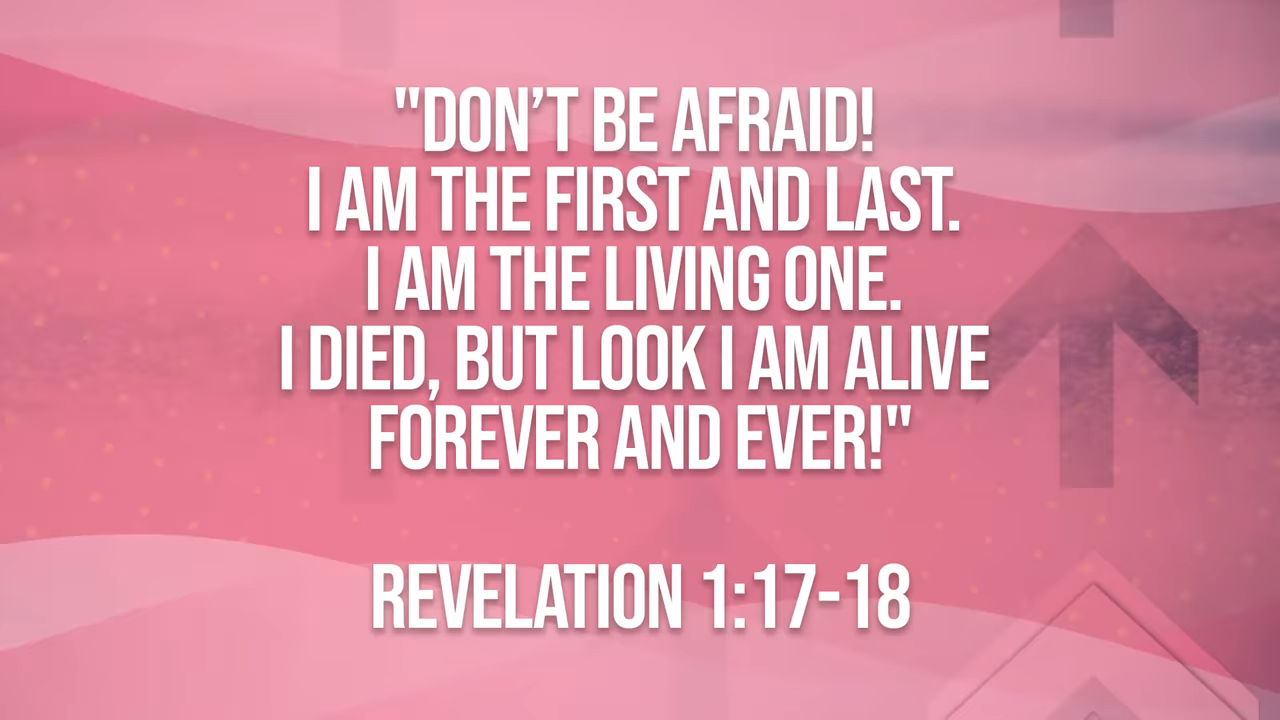 "DON’T BE AFRAID!
I AM THE FIRST AND LAST.
I AM THE LIVING ONE.
I DIED, BUT LOOK I AM ALIVE
FOREVER AND EVER!"
REVELATION 1:17-18